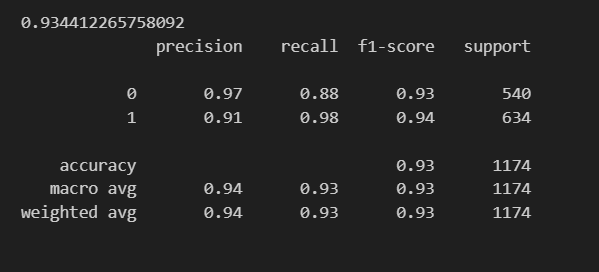 0.934412265758092
precision recall f1-score support
0 0.97 0.88 0.93 540
1 0.91 0.98 0.94 634
accuracy 0.93 1174
macro avg 0.94 0.93 0.93 1174
weighted avg 0.94 0.93 0.93 1174